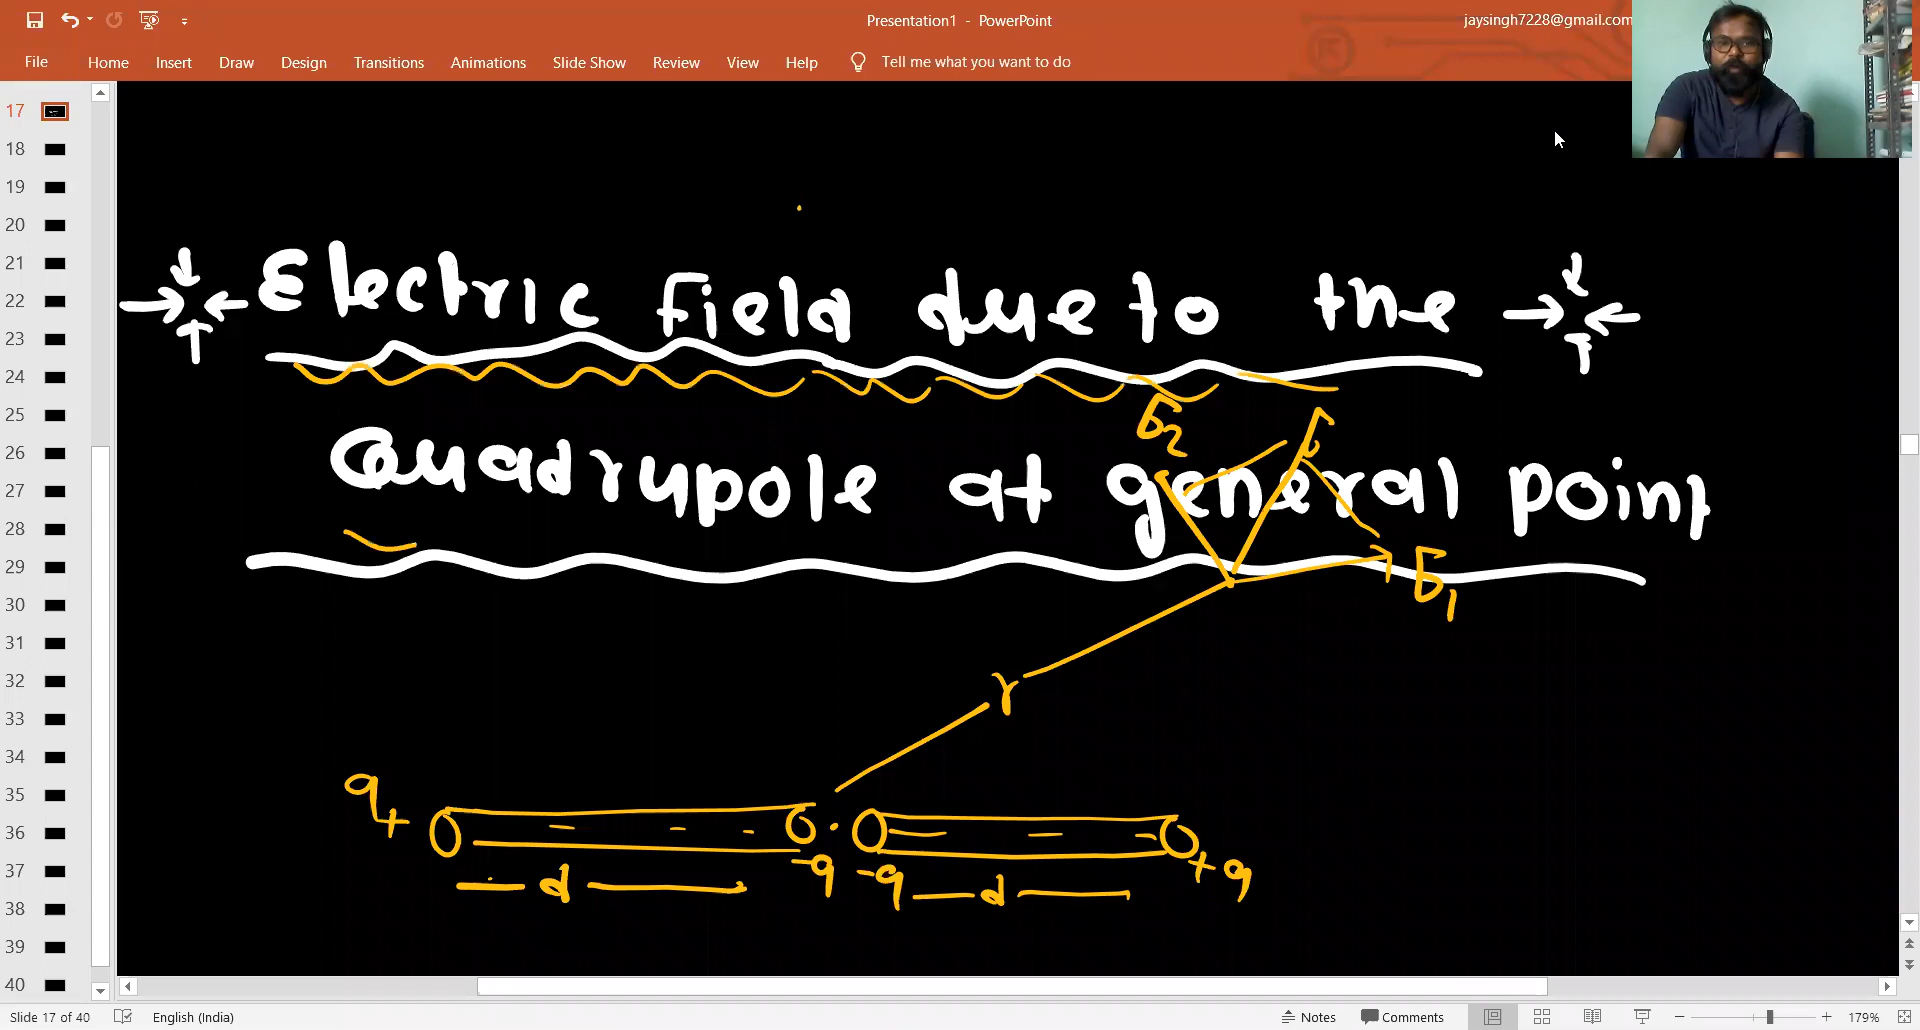 Presentation1 - PowerPoint
jaysingh7228@gmail.com
File Home Insert Draw Design Transitions Animations Slide Show Review View Help Tell me what you want to do
17
18
19
20
21
22
23
24
25
26
27
28
29
30
31
32
33
34
35
36
37
38
39
40
Electric field due to the
Quadrupole at general point
E2
E
E1
r
q+
-q -q
+q
d d
Slide 17 of 40 English (India) Notes Comments 179%